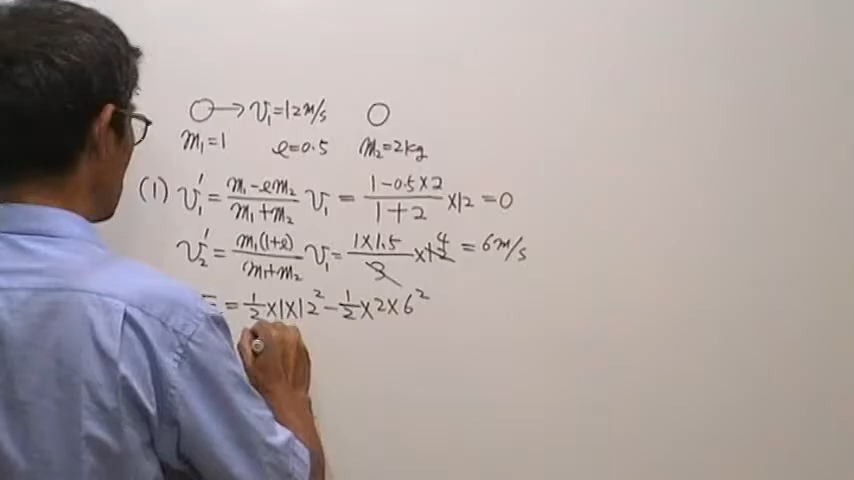 ○→ v₁=12m/s ○
m₁=1 e=0.5 m₂=2kg
(1) v₁' = (m₁-em₂)/(m₁+m₂) v₁ = (1-0.5×2)/(1+2) ×12 = 0
v₂' = m₁(1+e)/(m₁+m₂) v₁ = (1×1.5)/3 ×12 4 = 6m/s
E = 1/2 ×1×12² - 1/2 ×2×6²